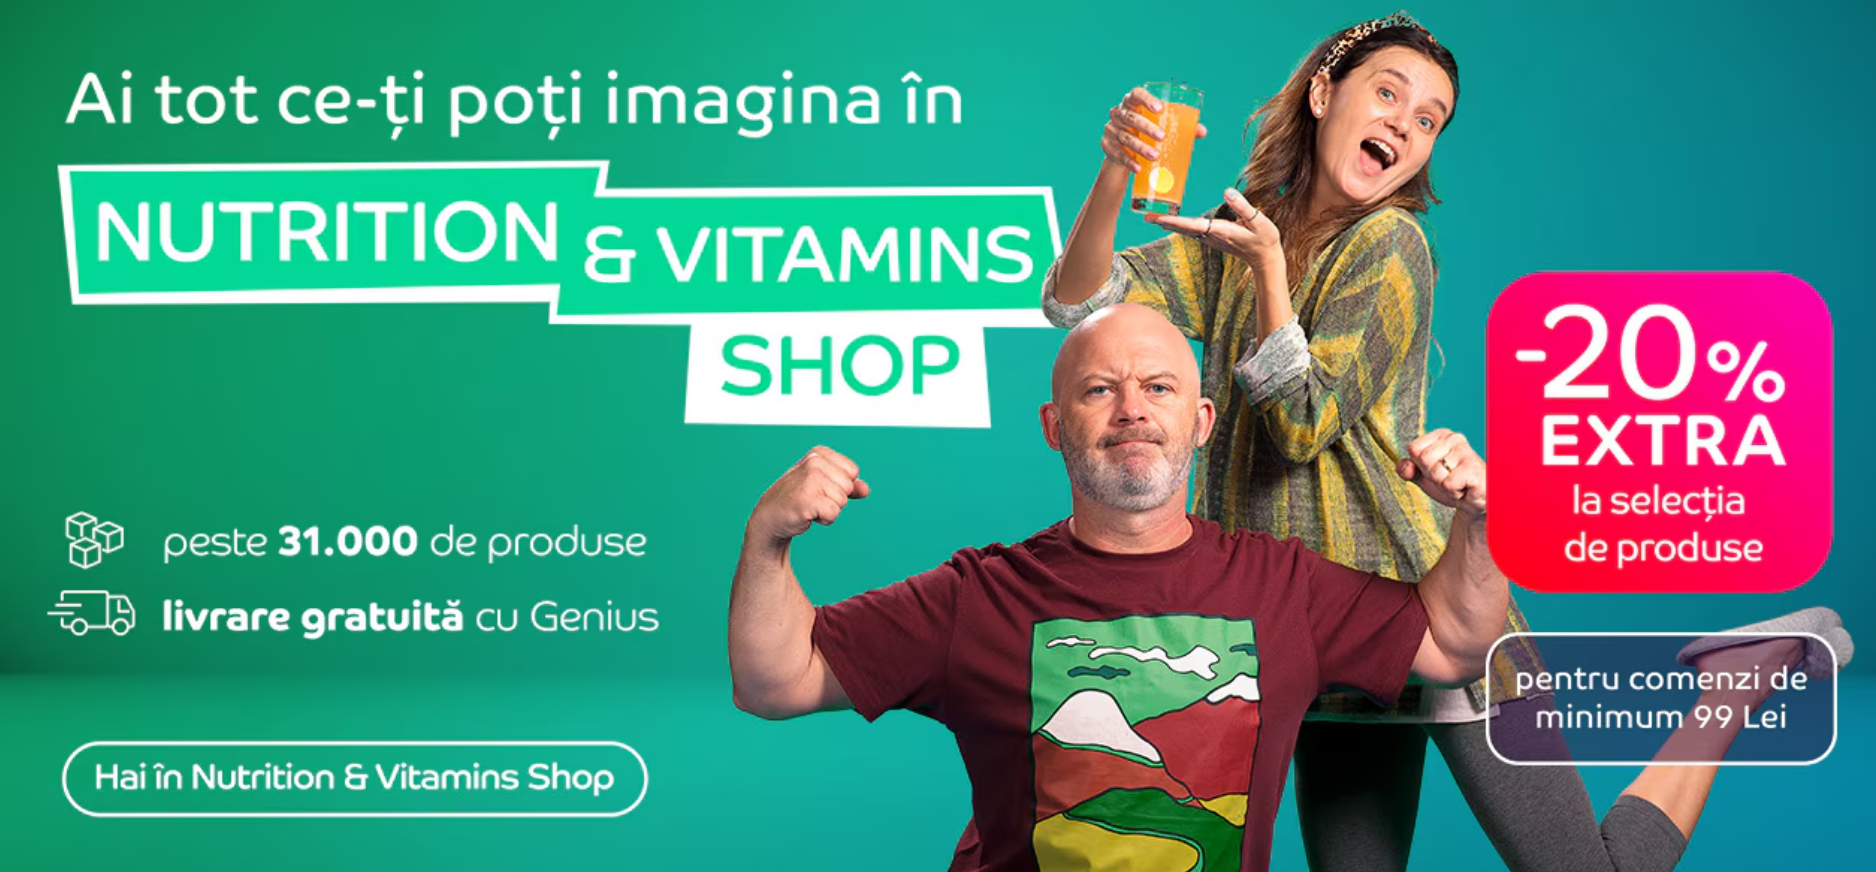 Ai tot ce-ți poți imagina în
NUTRITION & VITAMINS
SHOP
peste 31.000 de produse
livrare gratuită cu Genius
Hai în Nutrition & Vitamins Shop
-20%
EXTRA
la selecția
de produse
pentru comenzi de
minimum 99 Lei